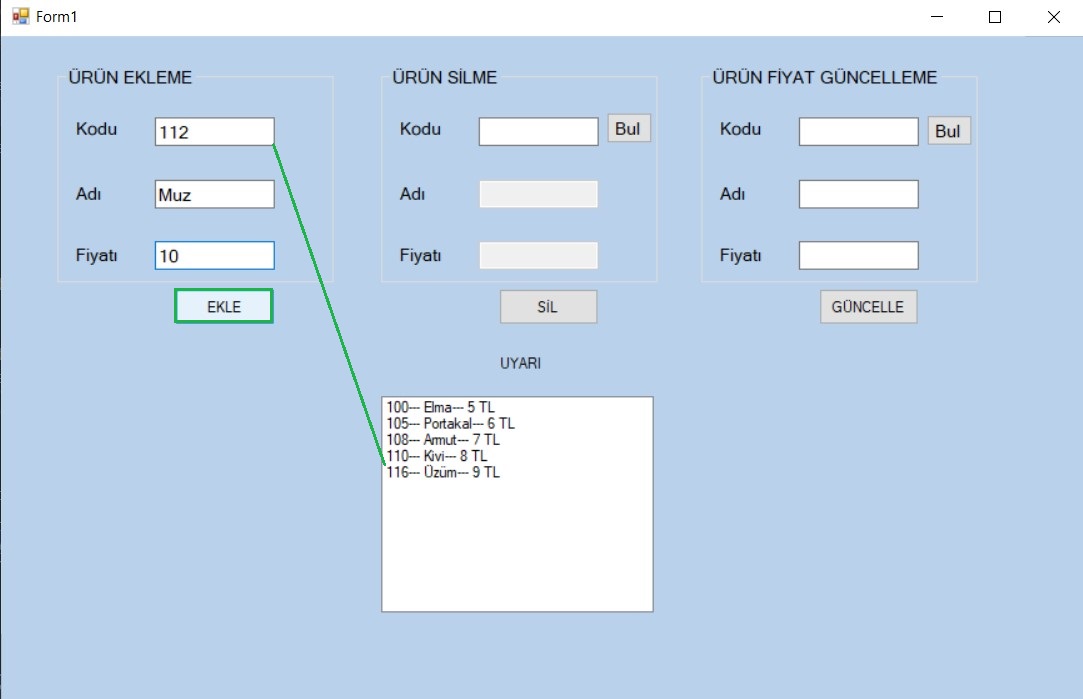 Form1
ÜRÜN EKLEME
Kodu 112
Adı Muz
Fiyatı 10
EKLE
ÜRÜN SİLME
Kodu Bul
Adı
Fiyatı
SİL
ÜRÜN FİYAT GÜNCELLEME
Kodu Bul
Adı
Fiyatı
GÜNCELLE
UYARI
100--- Elma--- 5 TL
105--- Portakal--- 6 TL
108--- Armut--- 7 TL
110--- Kivi--- 8 TL
116--- Üzüm--- 9 TL